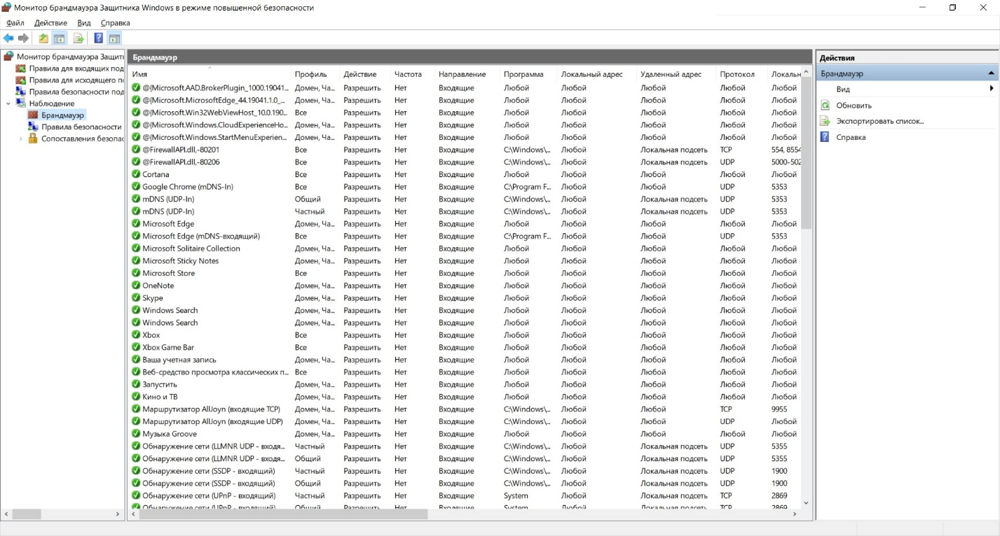 Монитор брандмауэра Защитника Windows в режиме повышенной безопасности
Файл Действие Вид Справка
Монитор брандмауэра Защит
Правила для входящих под
Правила для исходящего п
Правила безопасности под
Наблюдение
Брандмауэр
Правила безопасности
Сопоставления безопас
Брандмауэр
Имя Профиль Действие Частота Направление Программа Локальный адрес Удаленный адрес Протокол Локальн
@{Microsoft.AAD.BrokerPlugin_1000.19041... Домен, Ча... Разрешить Нет Входящие Любой Любой Любой Любой Любой
@{Microsoft.MicrosoftEdge_44.19041.1.0_... Домен, Ча... Разрешить Нет Входящие Любой Любой Любой Любой Любой
@{Microsoft.Win32WebViewHost_10.0.190... Все Разрешить Нет Входящие Любой Любой Любой Любой Любой
@{Microsoft.Windows.CloudExperienceHo... Домен, Ча... Разрешить Нет Входящие Любой Любой Любой Любой Любой
@{Microsoft.Windows.StartMenuExperien... Домен, Ча... Разрешить Нет Входящие Любой Любой Любой Любой Любой
@FirewallAPI.dll,-80201 Все Разрешить Нет Входящие C:\Windows\... Любой Локальная подсеть TCP 554, 8554
@FirewallAPI.dll,-80206 Все Разрешить Нет Входящие C:\Windows\... Любой Локальная подсеть UDP 5000-502
Cortana Все Разрешить Нет Входящие Любой Любой Любой Любой Любой
Google Chrome (mDNS-In) Все Разрешить Нет Входящие C:\Program F... Любой Любой UDP 5353
mDNS (UDP-In) Общий Разрешить Нет Входящие C:\Windows\... Любой Локальная подсеть UDP 5353
mDNS (UDP-In) Частный Разрешить Нет Входящие C:\Windows\... Любой Локальная подсеть UDP 5353
Microsoft Edge Домен, Ча... Разрешить Нет Входящие Любой Любой Любой Любой Любой
Microsoft Edge (mDNS-входящий) Все Разрешить Нет Входящие C:\Program F... Любой Любой UDP 5353
Microsoft Solitaire Collection Домен, Ча... Разрешить Нет Входящие Любой Любой Любой Любой Любой
Microsoft Sticky Notes Домен, Ча... Разрешить Нет Входящие Любой Любой Любой Любой Любой
Microsoft Store Все Разрешить Нет Входящие Любой Любой Любой Любой Любой
OneNote Домен, Ча... Разрешить Нет Входящие Любой Любой Любой Любой Любой
Skype Домен, Ча... Разрешить Нет Входящие Любой Любой Любой Любой Любой
Windows Search Домен, Ча... Разрешить Нет Входящие Любой Любой Любой Любой Любой
Windows Search Домен, Ча... Разрешить Нет Входящие Любой Любой Любой Любой Любой
Xbox Все Разрешить Нет Входящие Любой Любой Любой Любой Любой
Xbox Game Bar Все Разрешить Нет Входящие Любой Любой Любой Любой Любой
Ваша учетная запись Домен, Ча... Разрешить Нет Входящие Любой Любой Любой Любой Любой
Веб-средство просмотра классических п... Все Разрешить Нет Входящие Любой Любой Любой Любой Любой
Запустить Домен, Ча... Разрешить Нет Входящие Любой Любой Любой Любой Любой
Кино и ТВ Домен, Ча... Разрешить Нет Входящие Любой Любой Любой Любой Любой
Маршрутизатор AllJoyn (входящие TCP) Домен, Ча... Разрешить Нет Входящие C:\Windows\... Любой Любой TCP 9955
Маршрутизатор AllJoyn (входящие UDP) Домен, Ча... Разрешить Нет Входящие C:\Windows\... Любой Любой UDP Любой
Музыка Groove Домен, Ча... Разрешить Нет Входящие Любой Любой Любой Любой Любой
Обнаружение сети (LLMNR UDP - входя... Частный Разрешить Нет Входящие C:\Windows\... Любой Локальная подсеть UDP 5355
Обнаружение сети (LLMNR UDP - входя... Общий Разрешить Нет Входящие C:\Windows\... Любой Локальная подсеть UDP 5355
Обнаружение сети (SSDP - входящий) Частный Разрешить Нет Входящие C:\Windows\... Любой Локальная подсеть UDP 1900
Обнаружение сети (SSDP - входящий) Общий Разрешить Нет Входящие C:\Windows\... Любой Локальная подсеть UDP 1900
Обнаружение сети (UPnP - входящий) Частный Разрешить Нет Входящие System Любой Локальная подсеть TCP 2869
Обнаружение сети (UPnP - входящий) Общий Разрешить Нет Входящие System Любой Локальная подсеть TCP 2869
Действия
Брандмауэр
Вид
Обновить
Экспортировать список...
Справка